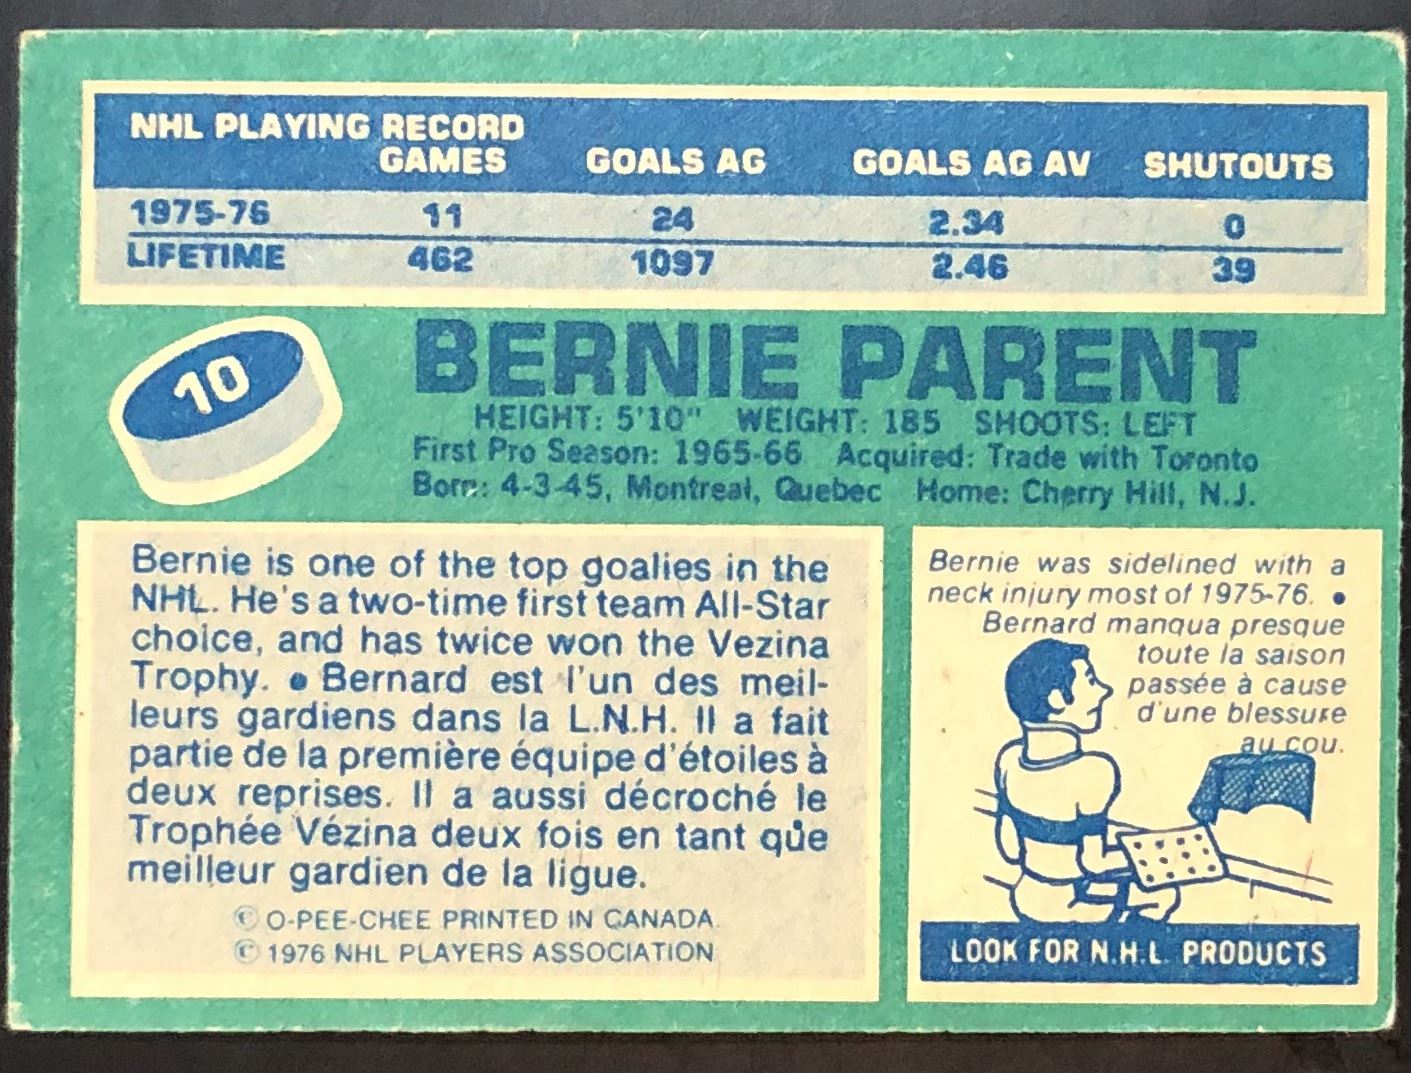 NHL PLAYING RECORD
GAMES GOALS AG GOALS AG AV SHUTOUTS
1975-76 11 24 2.34 0
LIFETIME 462 1097 2.46 39
10
BERNIE PARENT
HEIGHT: 5'10" WEIGHT: 185 SHOOTS: LEFT
First Pro Season: 1965-66 Acquired: Trade with Toronto
Born: 4-3-45, Montreal, Quebec Home: Cherry Hill, N.J.
Bernie is one of the top goalies in the
NHL. He's a two-time first team All-Star
choice, and has twice won the Vezina
Trophy. • Bernard est l'un des meil-
leurs gardiens dans la L.N.H. Il a fait
partie de la première équipe d'étoiles à
deux reprises. Il a aussi décroché le
Trophée Vézina deux fois en tant que
meilleur gardien de la ligue.
© O-PEE-CHEE PRINTED IN CANADA
© 1976 NHL PLAYERS ASSOCIATION
Bernie was sidelined with a
neck injury most of 1975-76. •
Bernard manqua presque
toute la saison
passée à cause
d'une blessure
au cou.
LOOK FOR N.H.L. PRODUCTS